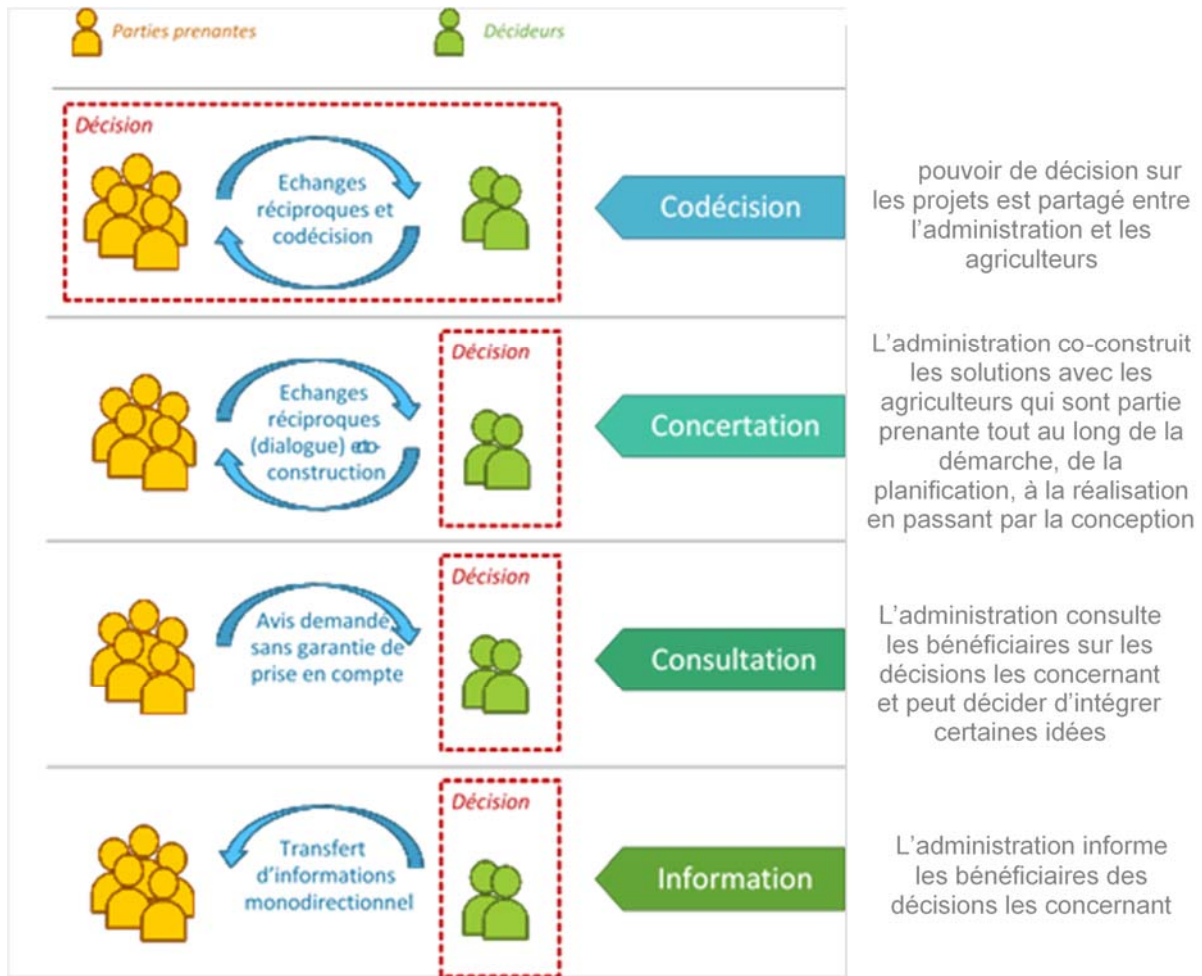 Parties prenantes
Décideurs
Décision
Echanges
réciproques et
codécision
Codécision
pouvoir de décision sur
les projets est partagé entre
l'administration et les
agriculteurs
Décision
Echanges
réciproques
(dialogue)
construction
Concertation
L'administration co-construit
les solutions avec les
agriculteurs qui sont partie
prenante tout au long de la
démarche, de la
planification, à la réalisation
en passant par la conception
Décision
Avis demandé,
sans garantie de
prise en compte
Consultation
L'administration consulte
les bénéficiaires sur les
décisions les concernant
et peut décider d'intégrer
certaines idées
Décision
Transfert
d'informations
monodirectionnel
Information
L'administration informe
les bénéficiaires des
décisions les concernant